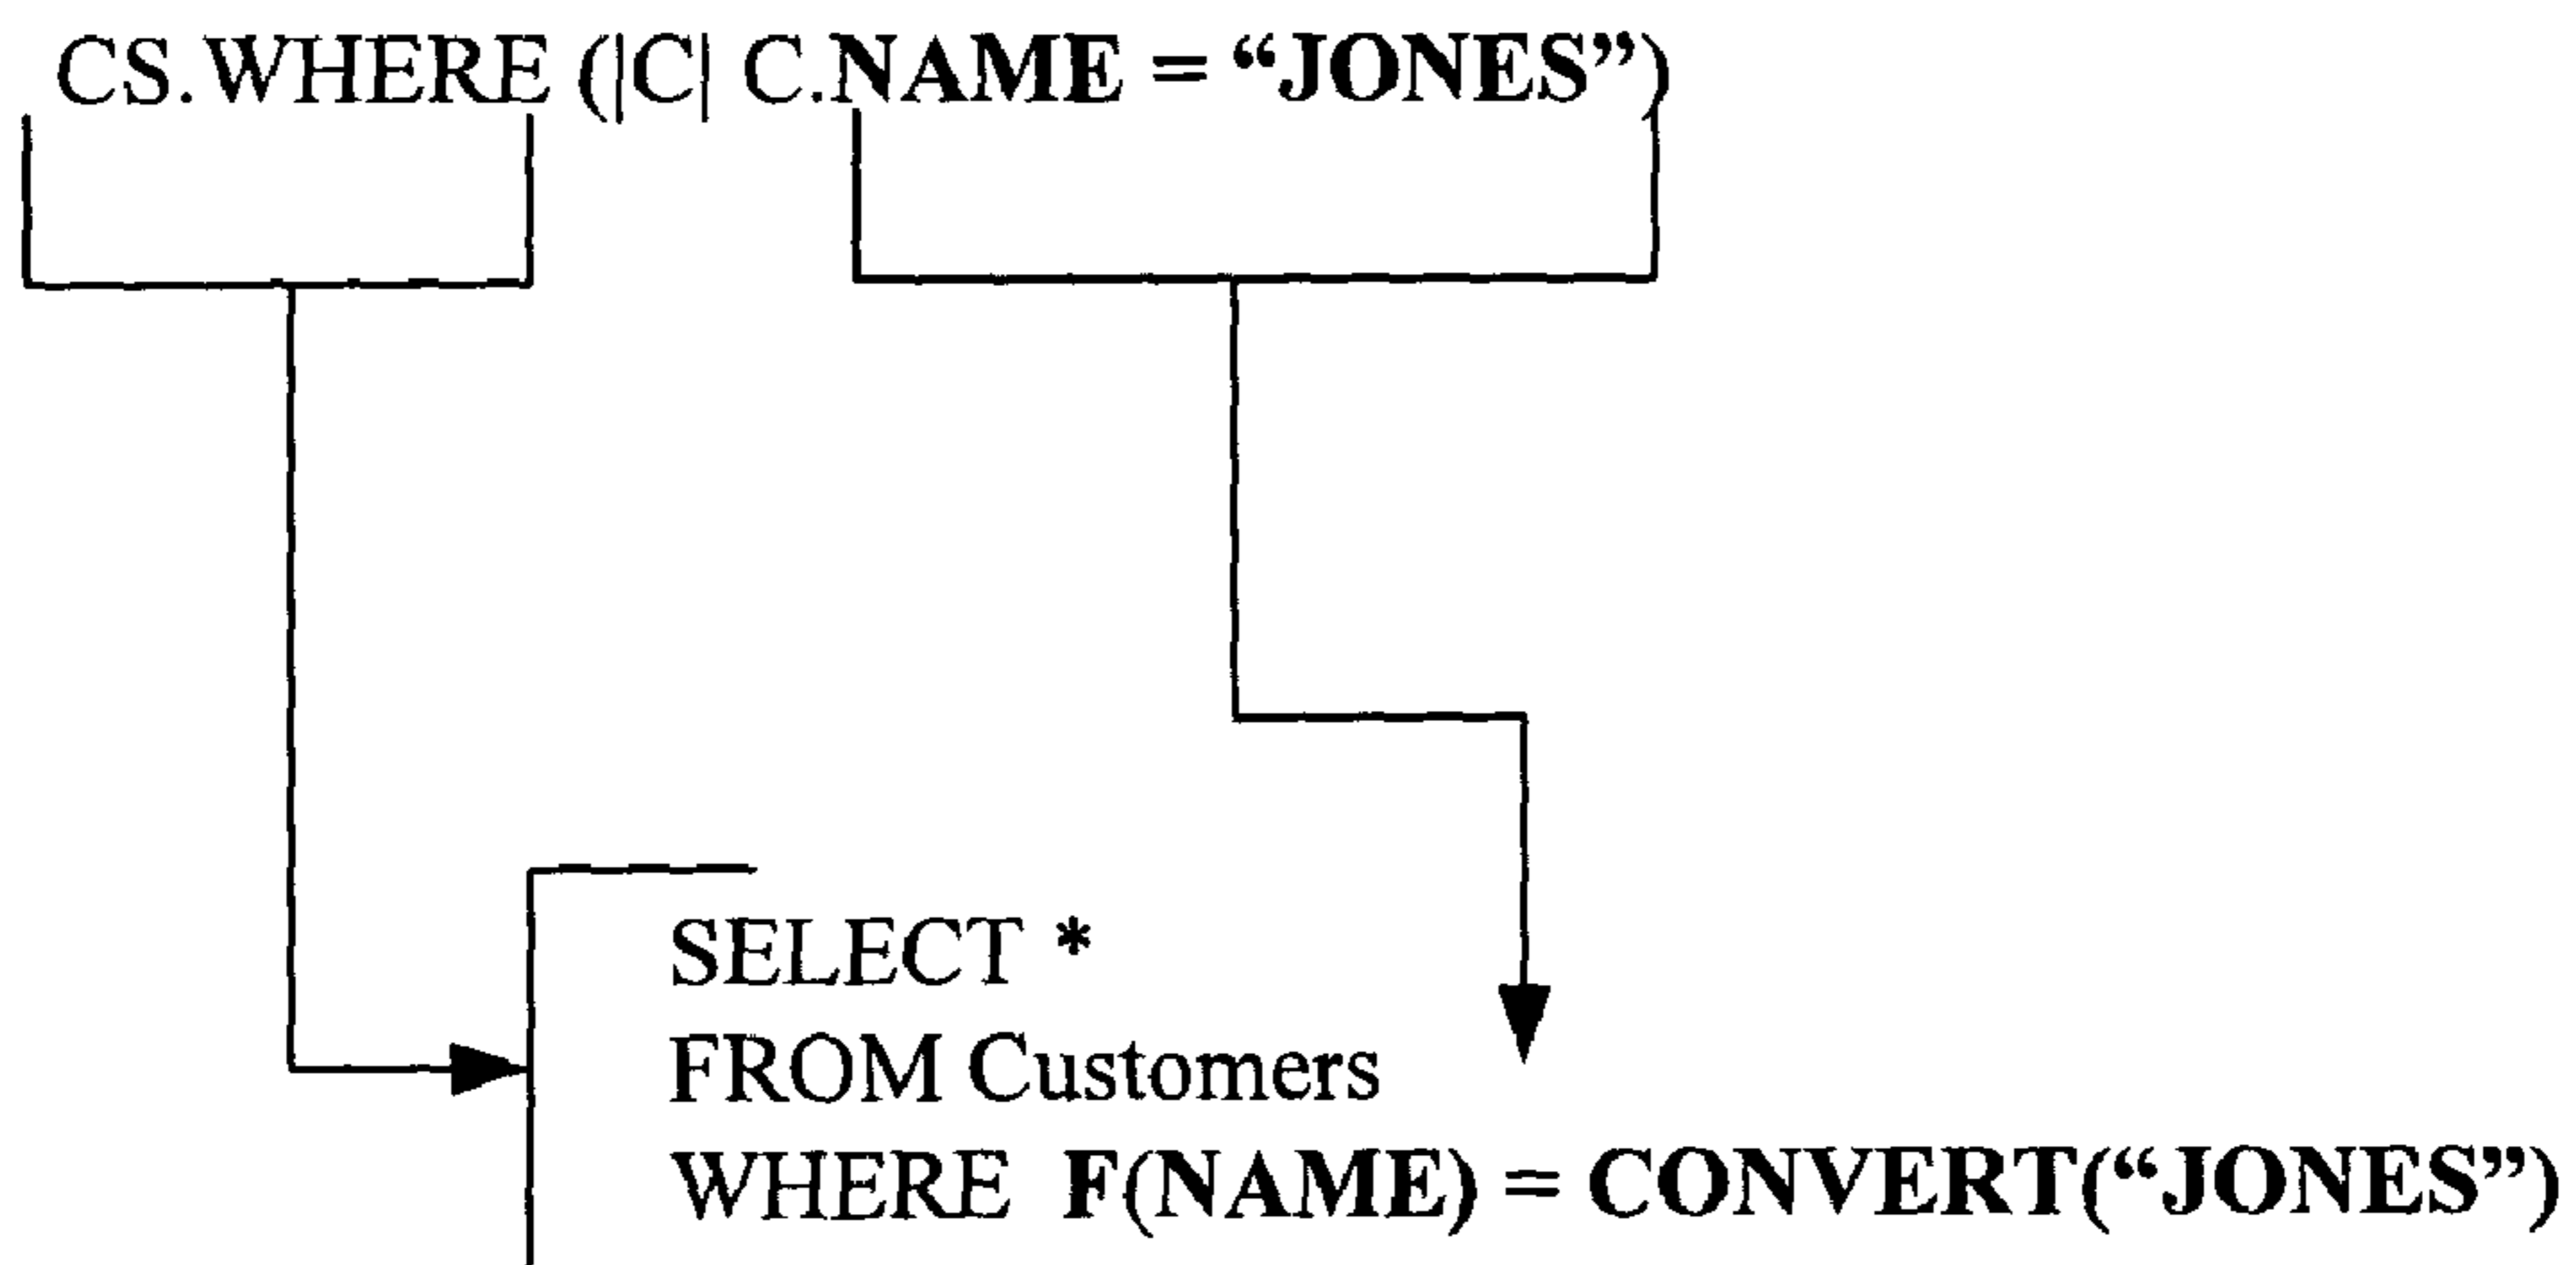 CS.WHERE (|C| C.NAME = “JONES”)
SELECT *
FROM Customers
WHERE F(NAME) = CONVERT(“JONES”)